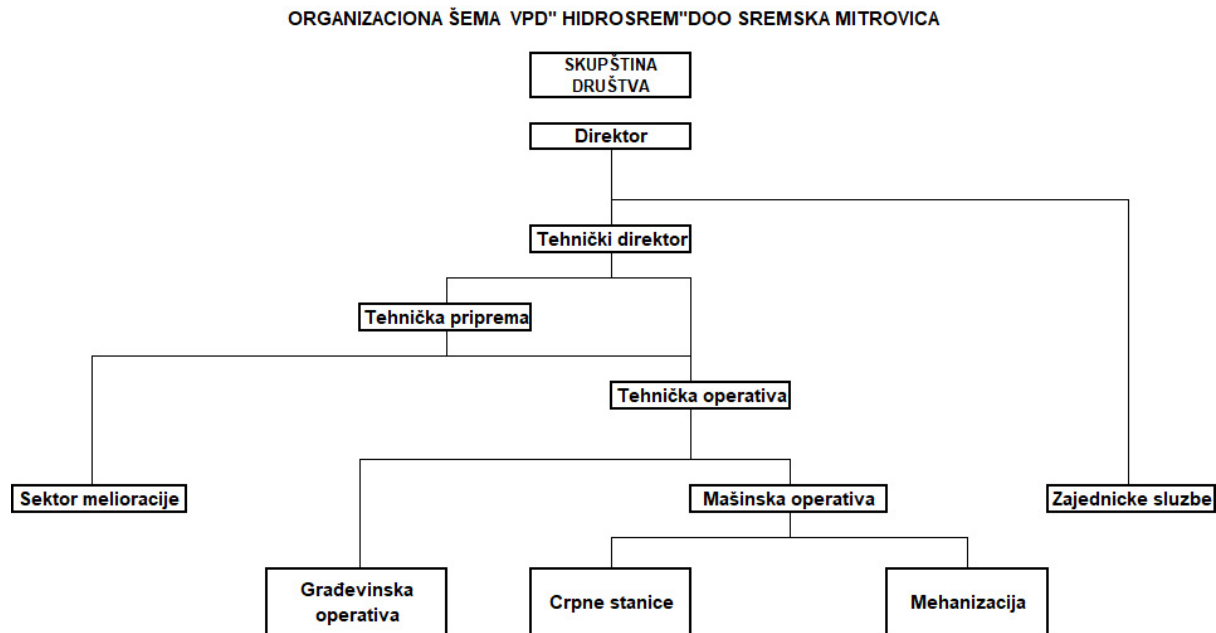 ORGANIZACIONA ŠEMA VPD" HIDROSREM"DOO SREMSKA MITROVICA
SKUPŠTINA
DRUŠTVA
Direktor
Tehnički direktor
Tehnička priprema
Tehnička operativa
Sektor melioracije
Mašinska operativa
Zajednicke sluzbe
Građevinska
operativa
Crpne stanice
Mehanizacija